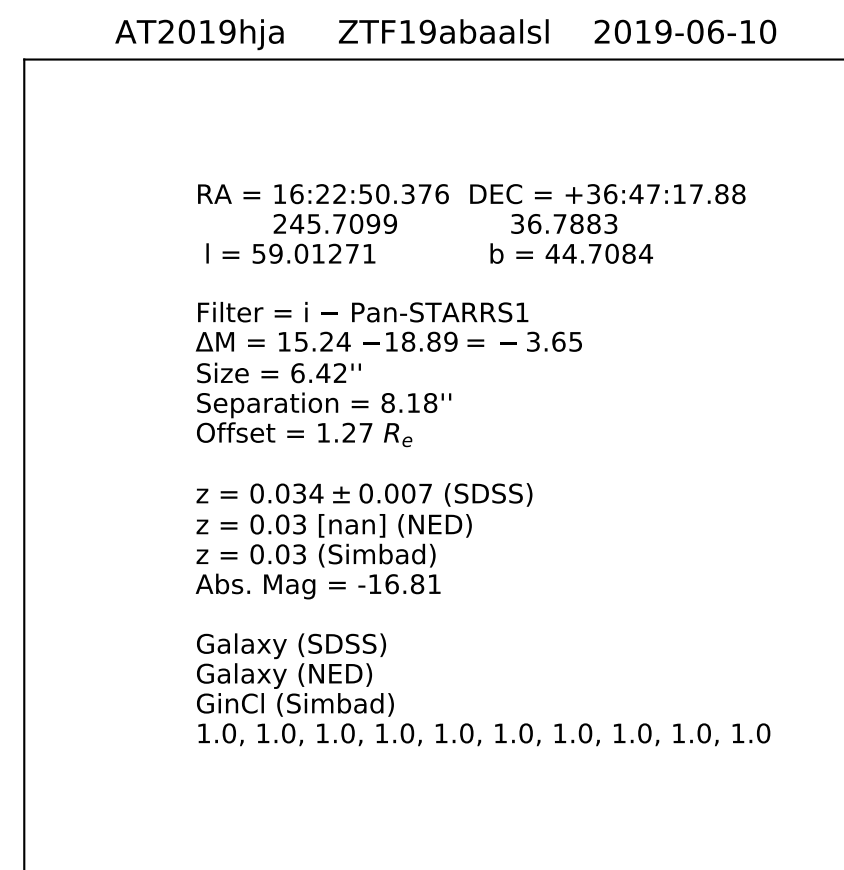 AT2019hja ZTF19abaalsl 2019-06-10
RA = 16:22:50.376 DEC = +36:47:17.88
245.7099 36.7883
l = 59.01271 b = 44.7084
Filter = i − Pan-STARRS1
ΔM = 15.24 −18.89 = − 3.65
Size = 6.42''
Separation = 8.18''
Offset = 1.27 Rₑ
z = 0.034 ± 0.007 (SDSS)
z = 0.03 [nan] (NED)
z = 0.03 (Simbad)
Abs. Mag = -16.81
Galaxy (SDSS)
Galaxy (NED)
GinCl (Simbad)
1.0, 1.0, 1.0, 1.0, 1.0, 1.0, 1.0, 1.0, 1.0, 1.0